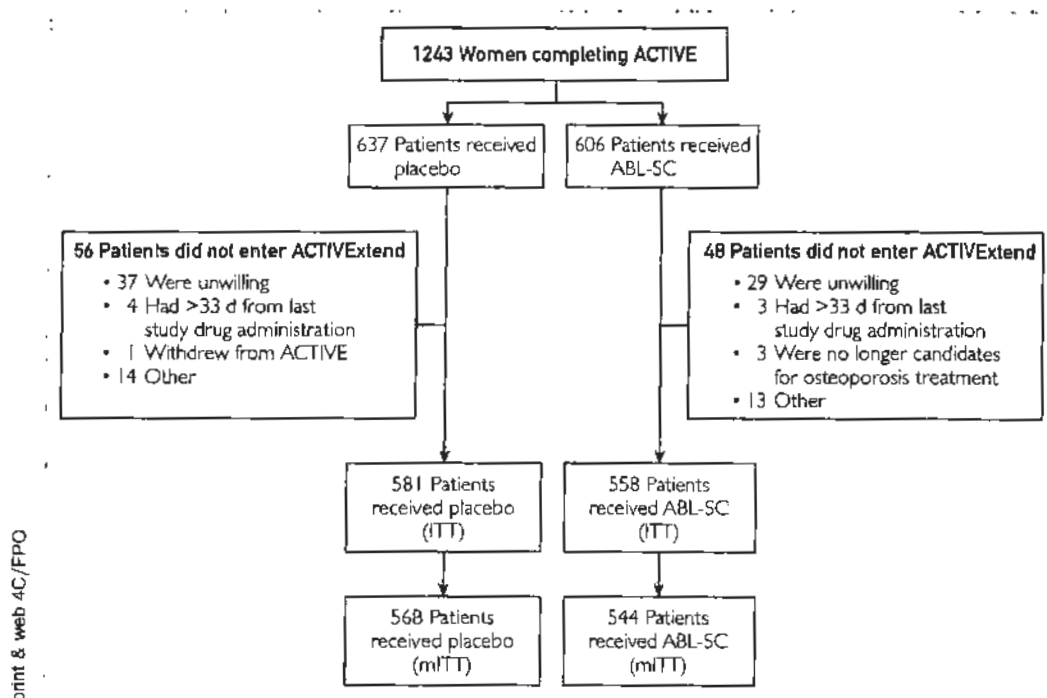 1243 Women completing ACTIVE
637 Patients received
placebo
606 Patients received
ABL-SC
56 Patients did not enter ACTIVExtend
• 37 Were unwilling
• 4 Had >33 d from last
study drug administration
• 1 Withdrew from ACTIVE
• 14 Other
48 Patients did not enter ACTIVExtend
• 29 Were unwilling
• 3 Had >33 d from last
study drug administration
• 3 Were no longer candidates
for osteoporosis treatment
• 13 Other
581 Patients
received placebo
(ITT)
558 Patients
received ABL-SC
(ITT)
568 Patients
received placebo
(mITT)
544 Patients
received ABL-SC
(mITT)
print & web 4C/FPO